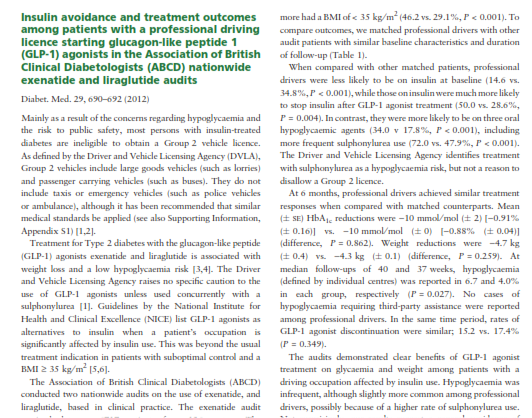 Insulin avoidance and treatment outcomes
among patients with a professional driving
licence starting glucagon-like peptide 1
(GLP-1) agonists in the Association of British
Clinical Diabetologists (ABCD) nationwide
exenatide and liraglutide audits
Diabet. Med. 29, 690–692 (2012)
Mainly as a result of the concerns regarding hypoglycaemia and
the risk to public safety, most persons with insulin-treated
diabetes are ineligible to obtain a Group 2 vehicle licence.
As defined by the Driver and Vehicle Licensing Agency (DVLA),
Group 2 vehicles include large goods vehicles (such as lorries)
and passenger carrying vehicles (such as buses). They do not
include taxis or emergency vehicles (such as police vehicles
or ambulance), although it has been recommended that similar
medical standards be applied (see also Supporting Information,
Appendix S1) [1,2].
Treatment for Type 2 diabetes with the glucagon-like peptide
(GLP-1) agonists exenatide and liraglutide is associated with
weight loss and a low hypoglycaemia risk [3,4]. The Driver
and Vehicle Licensing Agency raises no specific caution to the
use of GLP-1 agonists unless used concurrently with a
sulphonylurea [1]. Guidelines by the National Institute for
Health and Clinical Excellence (NICE) list GLP-1 agonists as
alternatives to insulin when a patient's occupation is
significantly affected by insulin use. This was beyond the usual
treatment indication in patients with suboptimal control and a
BMI ≥ 35 kg/m² [5,6].
The Association of British Clinical Diabetologists (ABCD)
conducted two nationwide audits on the use of exenatide, and
liraglutide, based in clinical practice. The exenatide audit
more had a BMI of < 35 kg/m² (46.2 vs. 29.1%, P < 0.001). To
compare outcomes, we matched professional drivers with other
audit patients with similar baseline characteristics and duration
of follow-up (Table 1).
When compared with other matched patients, professional
drivers were less likely to be on insulin at baseline (14.6 vs.
34.8%, P < 0.001), while those on insulin were much more likely
to stop insulin after GLP-1 agonist treatment (50.0 vs. 28.6%,
P = 0.004). In contrast, they were more likely to be on three oral
hypoglycaemic agents (34.0 v 17.8%, P < 0.001), including
more frequent sulphonylurea use (72.0 vs. 47.9%, P < 0.001).
The Driver and Vehicle Licensing Agency identifies treatment
with sulphonylurea as a hypoglycaemia risk, but not a reason to
disallow a Group 2 licence.
At 6 months, professional drivers achieved similar treatment
responses when compared with matched counterparts. Mean
(± SE) HbA1c reductions were −10 mmol/mol (± 2) [−0.91%
(± 0.16)] vs. −10 mmol/mol (± 0) [−0.88% (± 0.04)]
(difference, P = 0.862). Weight reductions were −4.7 kg
(± 0.4) vs. −4.3 kg (± 0.1) (difference, P = 0.259). At
median follow-ups of 40 and 37 weeks, hypoglycaemia
(defined by individual centres) was reported in 6.7 and 4.0%
in each group, respectively (P = 0.027). No cases of
hypoglycaemia requiring third-party assistance were reported
among professional drivers. In the same time period, rates of
GLP-1 agonist discontinuation were similar; 15.2 vs. 17.4%
(P = 0.349).
The audits demonstrated clear benefits of GLP-1 agonist
treatment on glycaemia and weight among patients with a
driving occupation affected by insulin use. Hypoglycaemia was
infrequent, although slightly more common among professional
drivers, possibly because of a higher rate of sulphonylurea use.